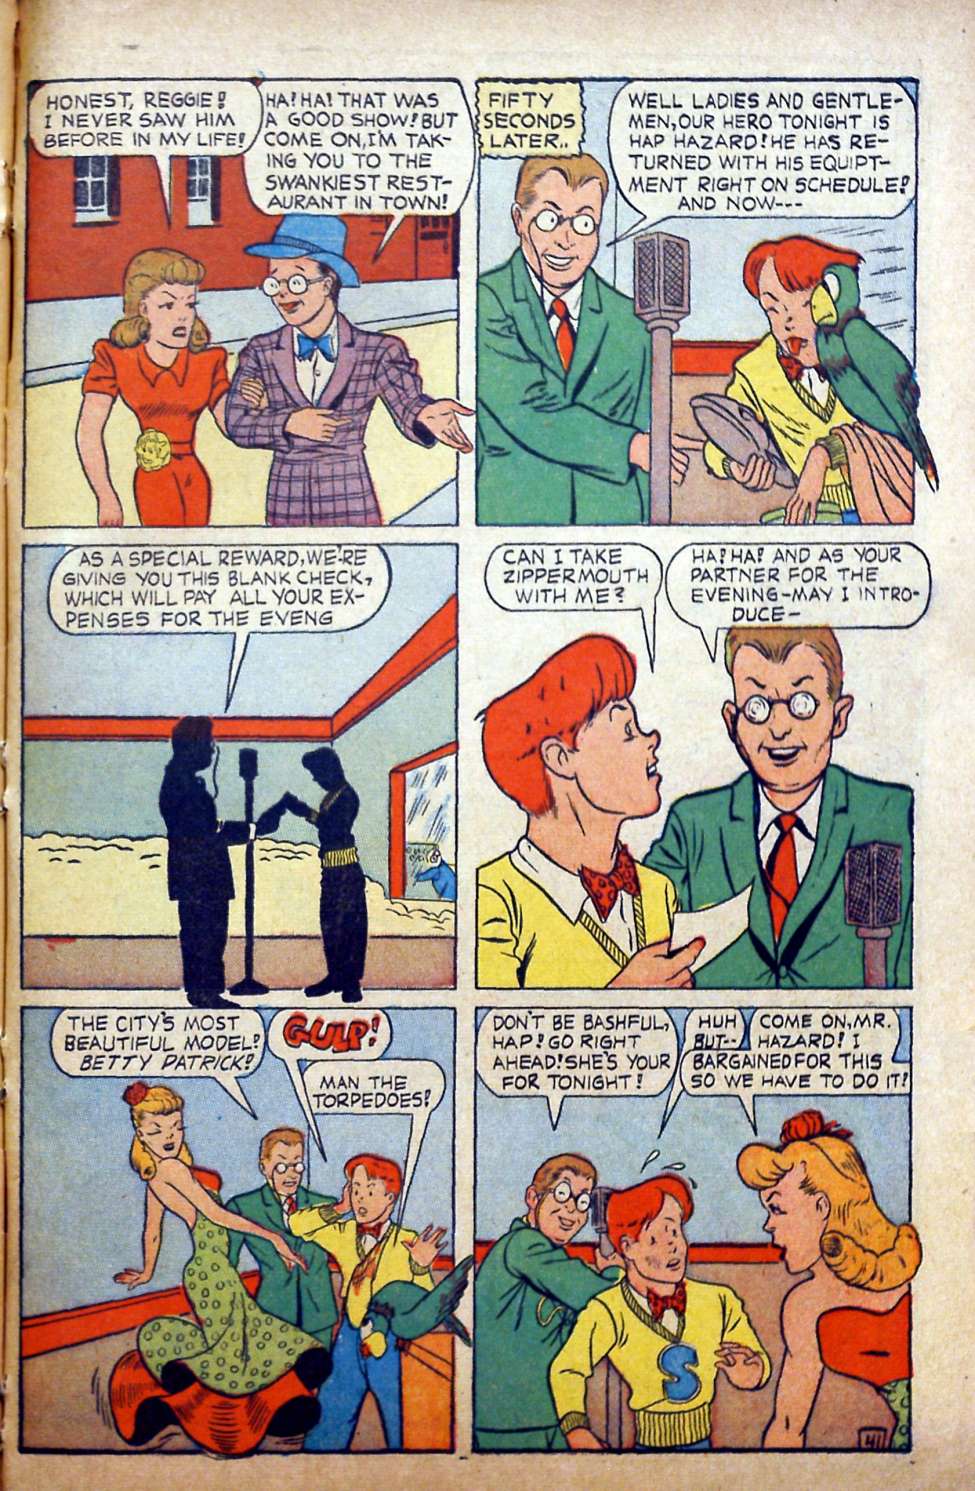 HONEST, REGGIE!
I NEVER SAW HIM
BEFORE IN MY LIFE!
HA! HA! THAT WAS
A GOOD SHOW! BUT
COME ON, I'M TAK-
ING YOU TO THE
SWANKIEST REST-
AURANT IN TOWN!
FIFTY
SECONDS
LATER..
WELL LADIES AND GENTLE-
MEN, OUR HERO TONIGHT IS
HAP HAZARD! HE HAS RE-
TURNED WITH HIS EQUIPT-
MENT RIGHT ON SCHEDULE!
AND NOW---
AS A SPECIAL REWARD, WE'RE
GIVING YOU THIS BLANK CHECK,
WHICH WILL PAY ALL YOUR EX-
PENSES FOR THE EVENG
CAN I TAKE
ZIPPERMOUTH
WITH ME?
HA! HA! AND AS YOUR
PARTNER FOR THE
EVENING-MAY I INTRO-
DUCE-
THE CITY'S MOST
BEAUTIFUL MODEL!
BETTY PATRICK!
GULP!
MAN THE
TORPEDOES!
DON'T BE BASHFUL,
HAP! GO RIGHT
AHEAD! SHE'S YOUR
FOR TONIGHT!
HUH
BUT--
COME ON, MR.
HAZARD! I
BARGAINED FOR THIS
SO WE HAVE TO DO IT!
S
41